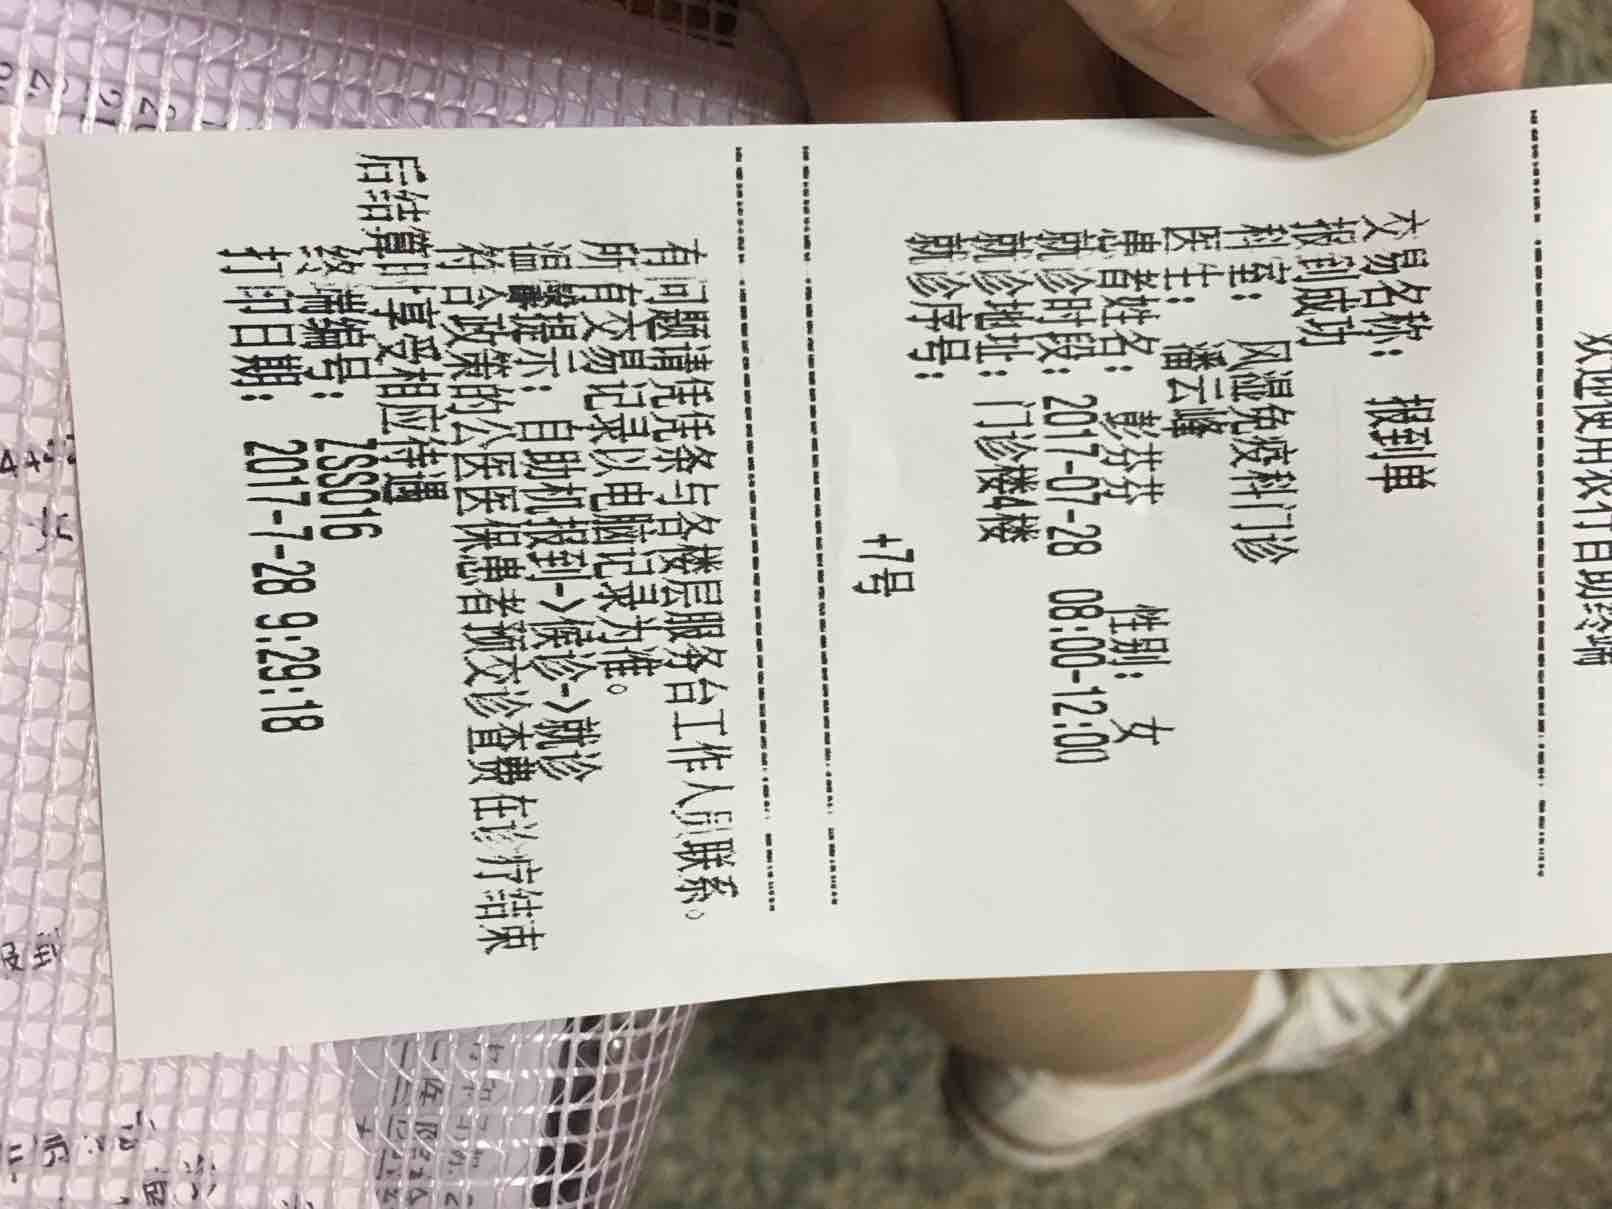 欢迎使用农行自助终端
交易名称： 报到单
报到成功
科室： 风湿免疫科门诊
医生： 潘云峰
患者姓名： 彭芬芬 性别： 女
就诊时段：2017-07-28 08:00-12:00
就诊地址：门诊楼4楼
就诊序号：
+7号
有问题请凭凭条与各楼层服务台工作人员联系。
所有交易记录以电脑记录为准。
温馨提示：自助机报到->候诊->就诊
符合政策的公医医保患者预交诊查费在诊疗结束
后结算时享受相应待遇
终端编号： ZSS016
打印日期： 2017-7-28 9:29:18